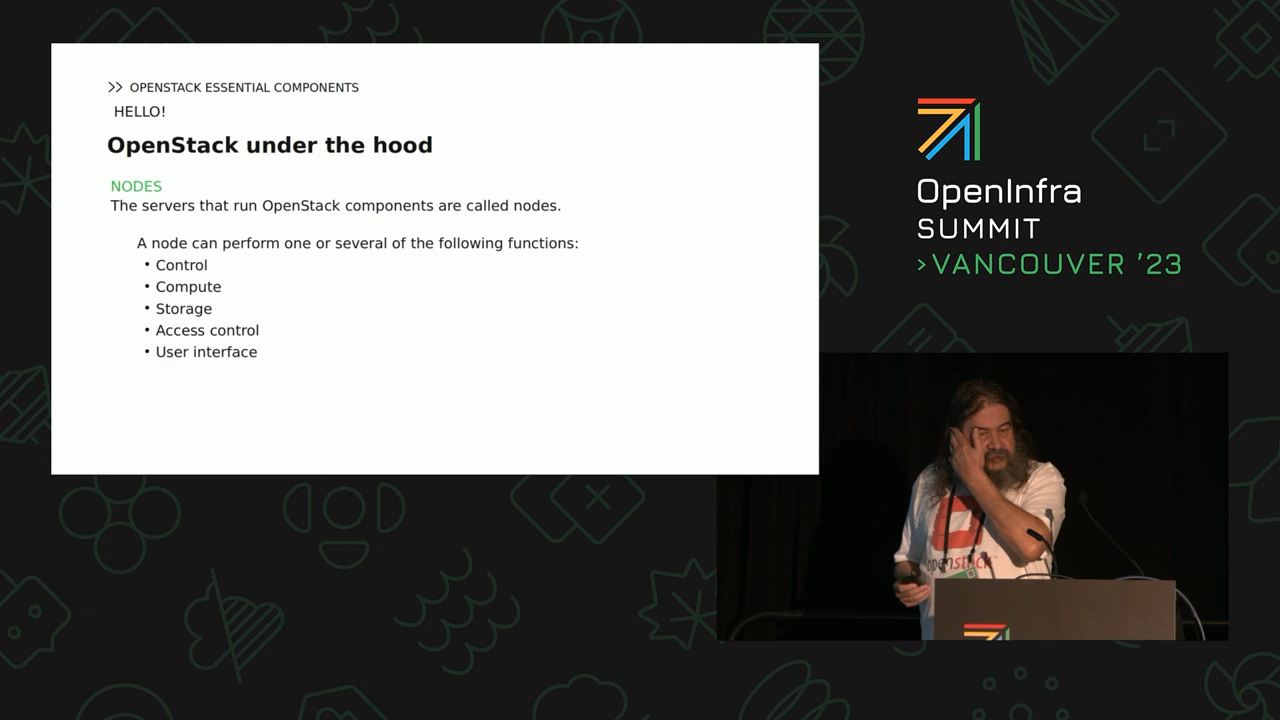 >> OPENSTACK ESSENTIAL COMPONENTS
HELLO!
OpenStack under the hood
NODES
The servers that run OpenStack components are called nodes.
A node can perform one or several of the following functions:
• Control
• Compute
• Storage
• Access control
• User interface
OpenInfra
SUMMIT
>VANCOUVER ’23
openstack